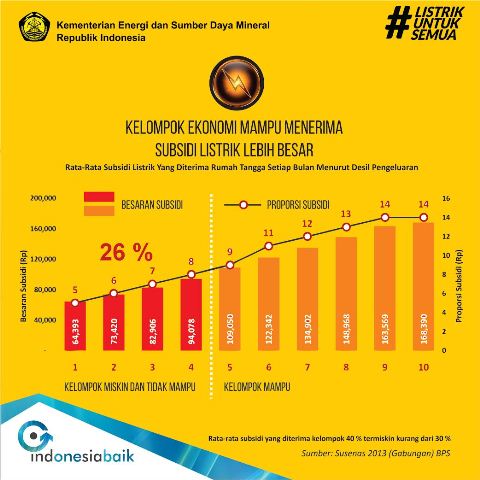 Kementerian Energi dan Sumber Daya Mineral
Republik Indonesia
#LISTRIK
UNTUK
SEMUA
KELOMPOK EKONOMI MAMPU MENERIMA
SUBSIDI LISTRIK LEBIH BESAR
Rata-Rata Subsidi Listrik Yang Diterima Rumah Tangga Setiap Bulan Menurut Desil Pengeluaran
BESARAN SUBSIDI
PROPORSI SUBSIDI
26 %
Besaran Subsidi (Rp)
200,000
160,000
120,000
80,000
40,000
-
5 6 7 8 9 11 12 13 14 14
64,393 73,420 82,906 94,078 109,050 122,342 134,902 148,968 163,569 168,390
1 2 3 4 5 6 7 8 9 10
16
14
12
10
8
6
4
2
0
Proporsi Subsidi (Rp)
KELOMPOK MISKIN DAN TIDAK MAMPU
KELOMPOK MAMPU
Rata-rata subsidi yang diterima kelompok 40 % termiskin kurang dari 30 %
Sumber: Susenas 2013 (Gabungan) BPS
indonesiabaik